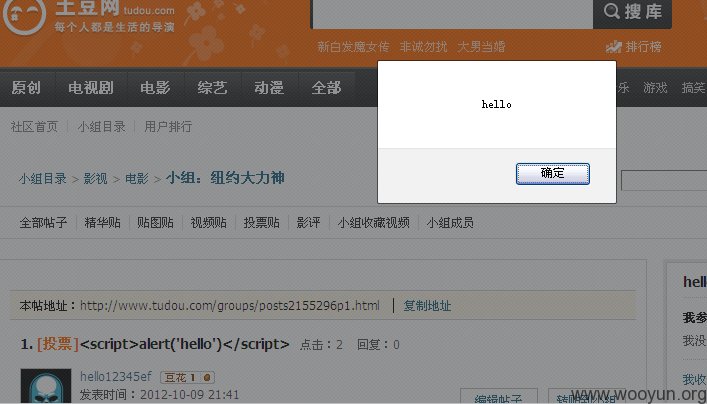 土豆网 tudou.com
每个人都是生活的导演
搜库
新白发魔女传 非诚勿扰 大男当婚
排行榜
原创 电视剧 电影 综艺 动漫 全部
乐 游戏 搞笑
hello
确定
社区首页 小组目录 用户排行
小组目录 > 影视 > 电影 > 小组：纽约大力神
全部帖子 精华贴 贴图贴 视频贴 投票贴 影评 小组收藏视频 小组成员
本帖地址：http://www.tudou.com/groups/posts2155296p1.html 复制地址
1. [投票]<script>alert('hello')</script> 点击：2 回复：0
hello12345ef 豆花 1
发表时间：2012-10-09 21:41
编辑帖子
hell
我参
我没
我收
www.wooyun.org